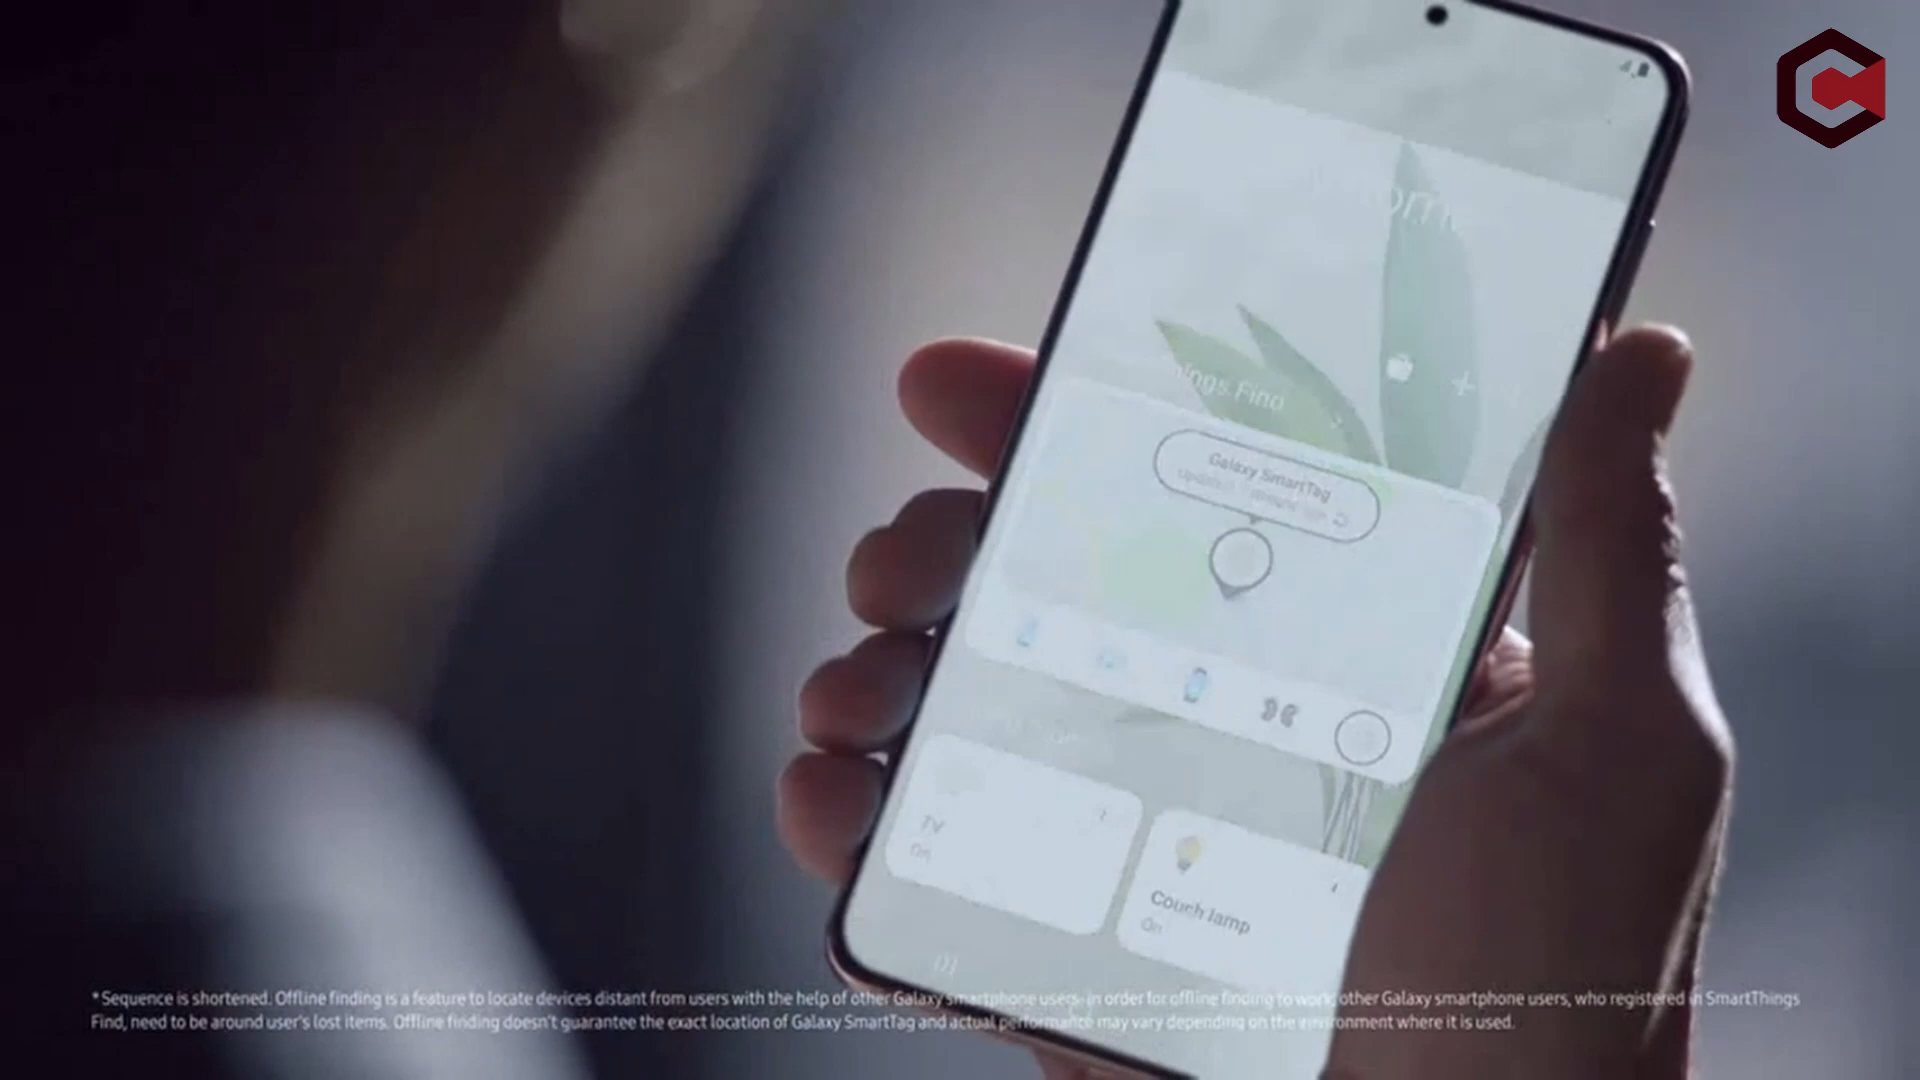 Find
Galaxy SmartTag
TV
On
Couch lamp
On
* Sequence is shortened. Offline finding is a feature to locate devices distant from users with the help of other Galaxy smartphone users. In order for offline finding to work, other Galaxy smartphone users, who registered in SmartThings
Find, need to be around user's lost items. Offline finding doesn't guarantee the exact location of Galaxy SmartTag and actual performance may vary depending on the environment where it is used.